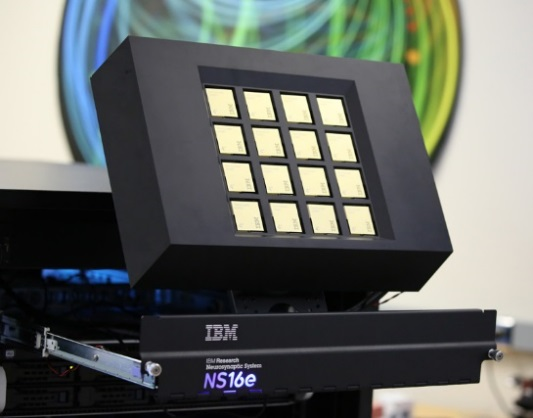 IBM
IBM Research
Neurosynaptic System
NS16e